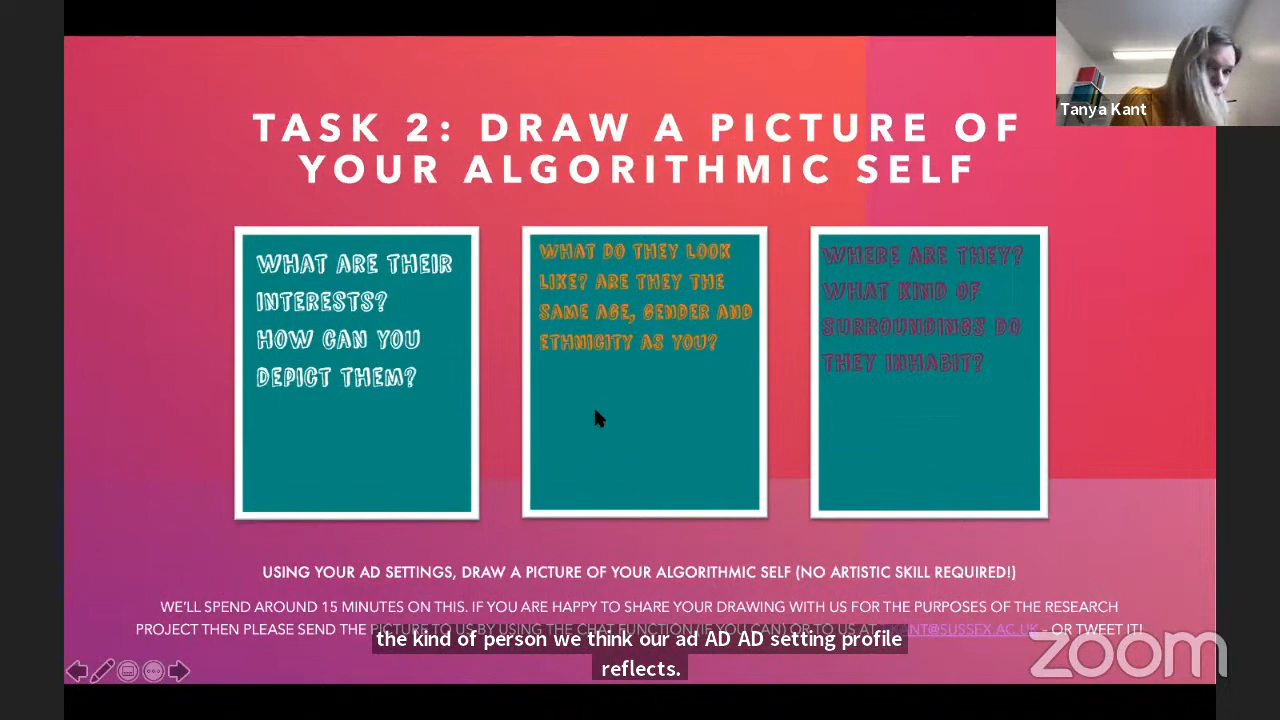 Tanya Kant
TASK 2: DRAW A PICTURE OF
YOUR ALGORITHMIC SELF
WHAT ARE THEIR
INTERESTS?
HOW CAN YOU
DEPICT THEM?
WHAT DO THEY LOOK
LIKE? ARE THEY THE
SAME AGE, GENDER AND
ETHNICITY AS YOU?
WHERE ARE THEY?
WHAT KIND OF
SURROUNDINGS DO
THEY INHABIT?
USING YOUR AD SETTINGS, DRAW A PICTURE OF YOUR ALGORITHMIC SELF (NO ARTISTIC SKILL REQUIRED!)
WE'LL SPEND AROUND 15 MINUTES ON THIS. IF YOU ARE HAPPY TO SHARE YOUR DRAWING WITH US FOR THE PURPOSES OF THE RESEARCH
PROJECT THEN PLEASE SEND THE PICTURE TO US BY USING THE CHAT FUNCTION (IF YOU CAN) OR TO US AT @SUSSEX.AC.UK - OR TWEET IT!
the kind of person we think our ad AD AD setting profile
reflects.
zoom